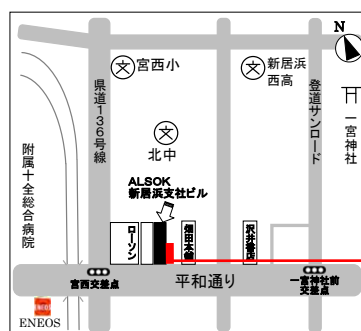 N
宮西小
新居浜
西高
県道136号線
登道サンロード
一宮神社
北中
附属十全総合病院
ALSOK
新居浜支社ビル
ローソン
畑田本舗
沢井書店
平和通り
宮西交差点
一宮神社前
交差点
ENEOS